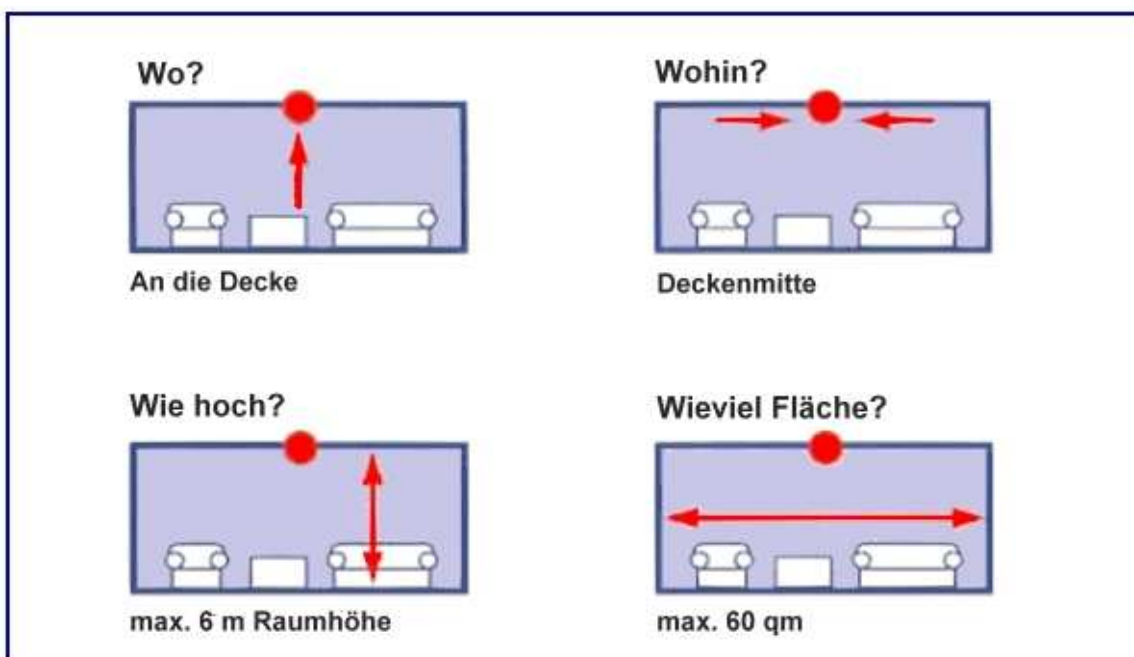 Wo?
Wohin?
An die Decke
Deckenmitte
Wie hoch?
Wieviel Fläche?
max. 6 m Raumhöhe
max. 60 qm